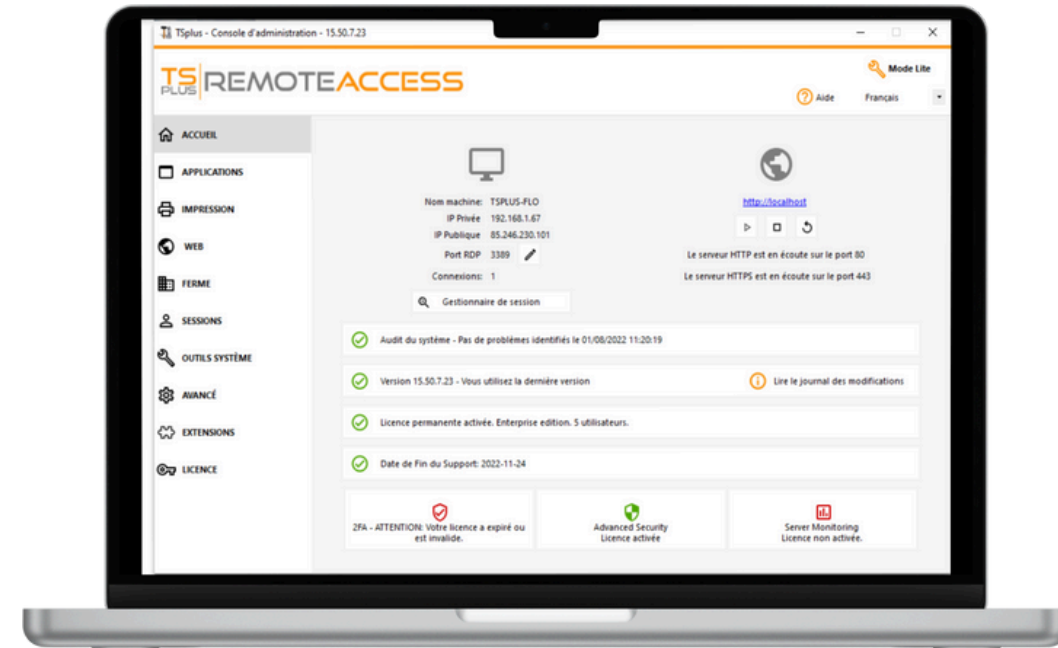 TSplus - Console d'administration - 15.50.7.23
TS PLUS REMOTEACCESS
Mode Lite
Aide
Français
ACCUEIL
APPLICATIONS
IMPRESSION
WEB
FERME
SESSIONS
OUTILS SYSTÈME
AVANCÉ
EXTENSIONS
LICENCE
Nom machine: TSPLUS-FLO
IP Privée 192.168.1.67
IP Publique 85.246.230.101
Port RDP 3389
Connexions: 1
Gestionnaire de session
http://localhost
Le serveur HTTP est en écoute sur le port 80
Le serveur HTTPS est en écoute sur le port 443
Audit du système - Pas de problèmes identifiés le 01/08/2022 11:20:19
Version 15.50.7.23 - Vous utilisez la dernière version
Lire le journal des modifications
Licence permanente activée. Enterprise edition. 5 utilisateurs.
Date de Fin du Support: 2022-11-24
2FA - ATTENTION: Votre licence a expiré ou
est invalide.
Advanced Security
Licence activée
Server Monitoring
Licence non activée.